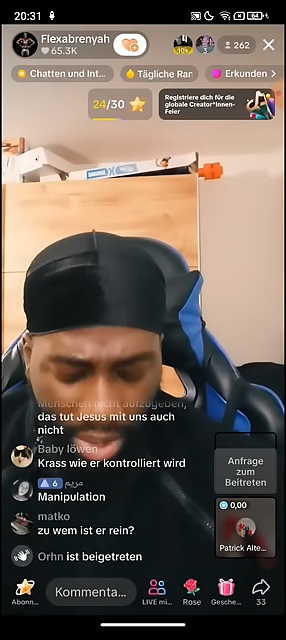 20:31
64
Flexabrenyah
65.3K
10+
3
262
Chatten und Int...
Tägliche Ran
Erkunden >
24/30
Registriere dich für die
globale Creator*innen-
Feier
Menschen nicht aufzugeben,
das tut Jesus mit uns auch
nicht
Baby löwen
Krass wie er kontrolliert wird
6 مريم
Manipulation
matko
zu wem ist er rein?
Orhn ist beigetreten
Anfrage
zum
Beitreten
0,00
Patrick Alte...
Kommenta...
Abonn...
LIVE mi...
Rose
Gesche...
33